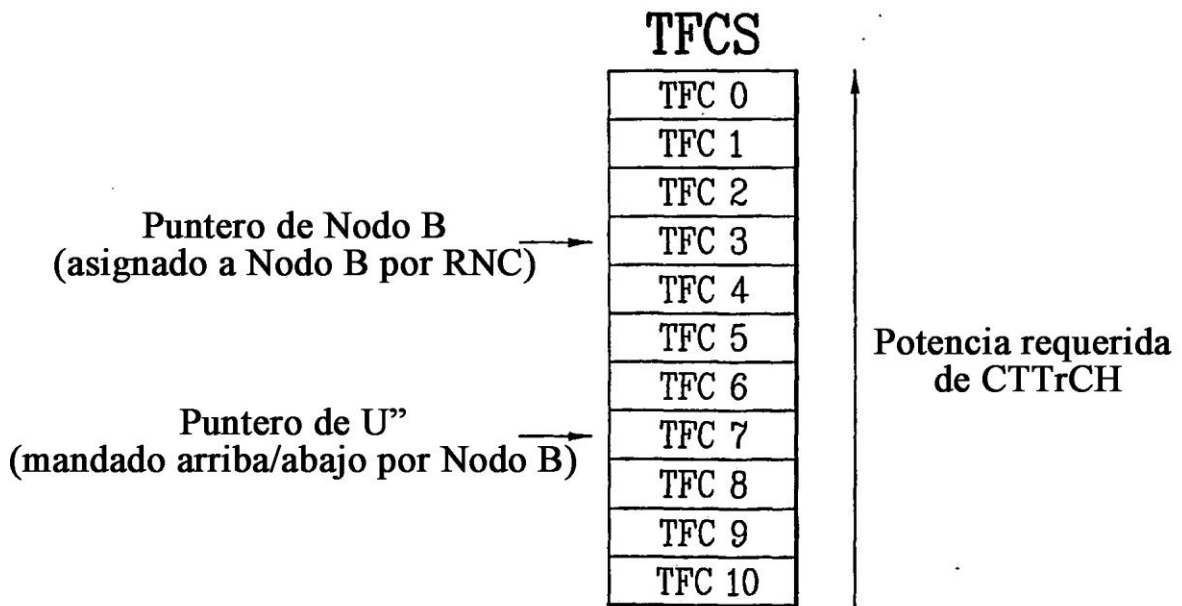 TFCS
TFC 0
TFC 1
TFC 2
Puntero de Nodo B
(asignado a Nodo B por RNC)
TFC 3
TFC 4
TFC 5
Potencia requerida
de CTTrCH
TFC 6
Puntero de U”
(mandado arriba/abajo por Nodo B)
TFC 7
TFC 8
TFC 9
TFC 10